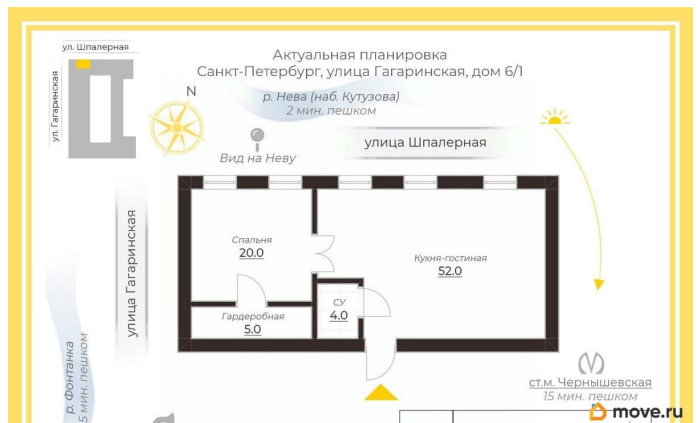 ул. Шпалерная
Актуальная планировка
Санкт-Петербург, улица Гагаринская, дом 6/1
ул. Гагаринская
N
р. Нева (наб. Кутузова)
2 мин. пешком
улица Шпалерная
Вид на Неву
улица Гагаринская
Спальня
20.0
Кухня-гостиная
52.0
Гардеробная
5.0
СУ
4.0
р. Фонтанка
5 мин. пешком
ст.м. Чернышевская
15 мин. пешком
move.ru